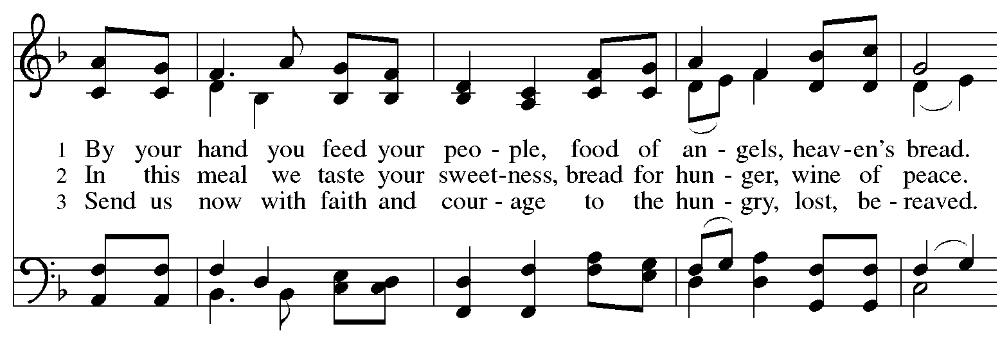 1 By your hand you feed your peo - ple, food of an - gels, heav-en's bread.
2 In this meal we taste your sweet-ness, bread for hun - ger, wine of peace.
3 Send us now with faith and cour - age to the hun - gry, lost, be - reaved.